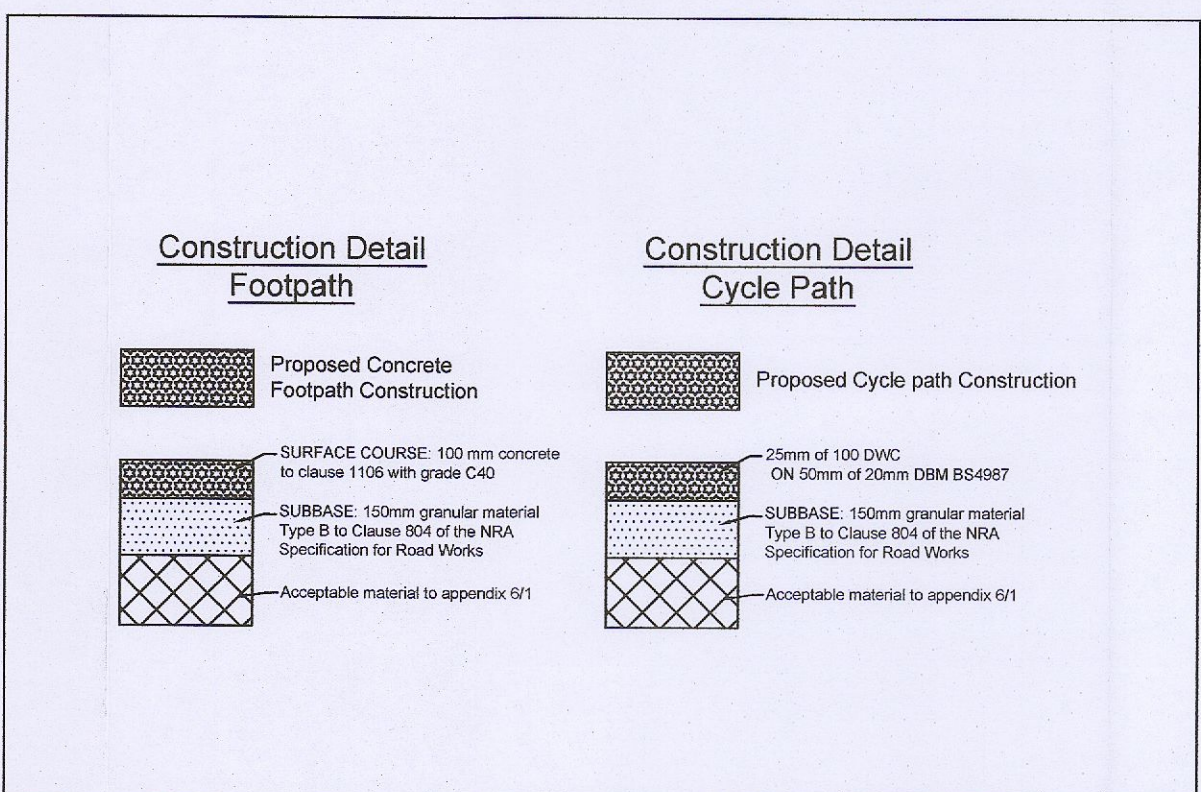 Construction Detail
Footpath
Proposed Concrete
Footpath Construction
SURFACE COURSE: 100 mm concrete
to clause 1106 with grade C40
SUBBASE: 150mm granular material
Type B to Clause 804 of the NRA
Specification for Road Works
Acceptable material to appendix 6/1
Construction Detail
Cycle Path
Proposed Cycle path Construction
25mm of 100 DWC
ON 50mm of 20mm DBM BS4987
SUBBASE: 150mm granular material
Type B to Clause 804 of the NRA
Specification for Road Works
Acceptable material to appendix 6/1